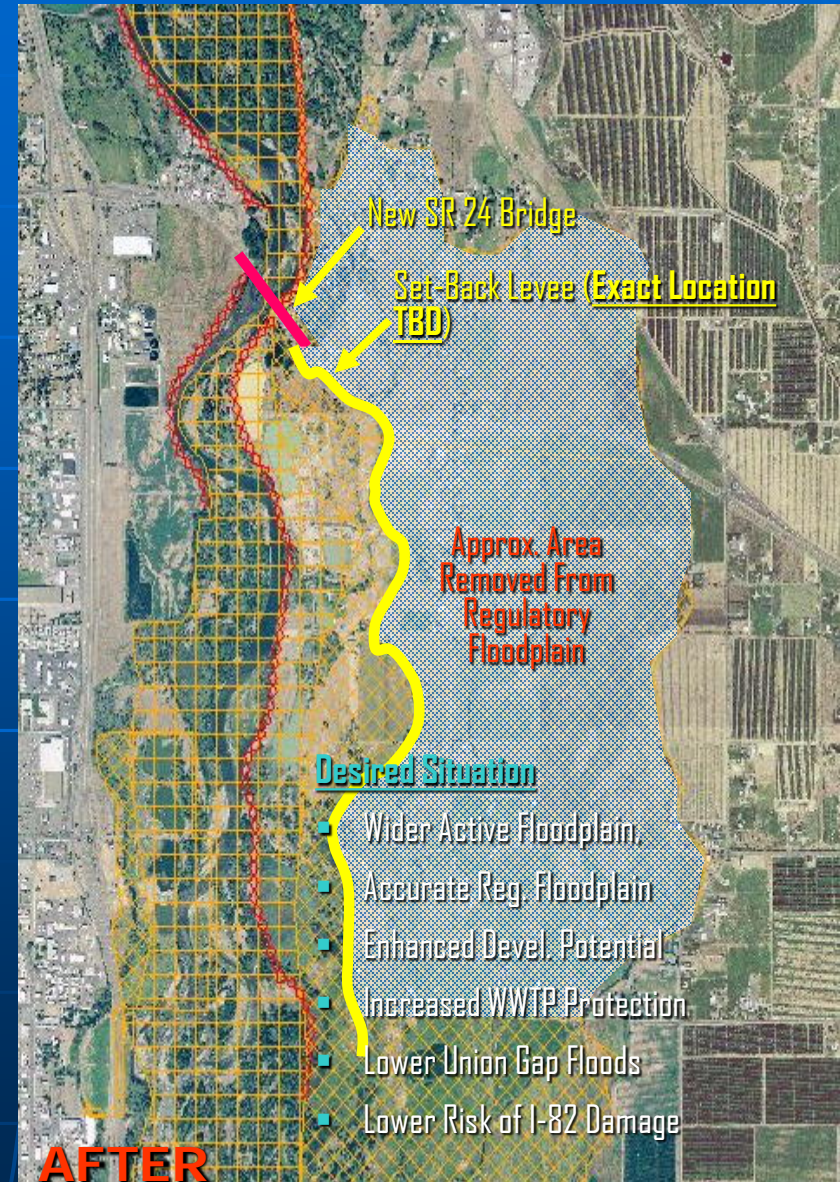 New SR 24 Bridge
Set-Back Levee (Exact Location
TBD)
Approx. Area
Removed From
Regulatory
Floodplain
Desired Situation
Wider Active Floodplain,
Accurate Reg. Floodplain
Enhanced Devel. Potential
Increased WWTP Protection
Lower Union Gap Floods
Lower Risk of I-82 Damage
AFTER